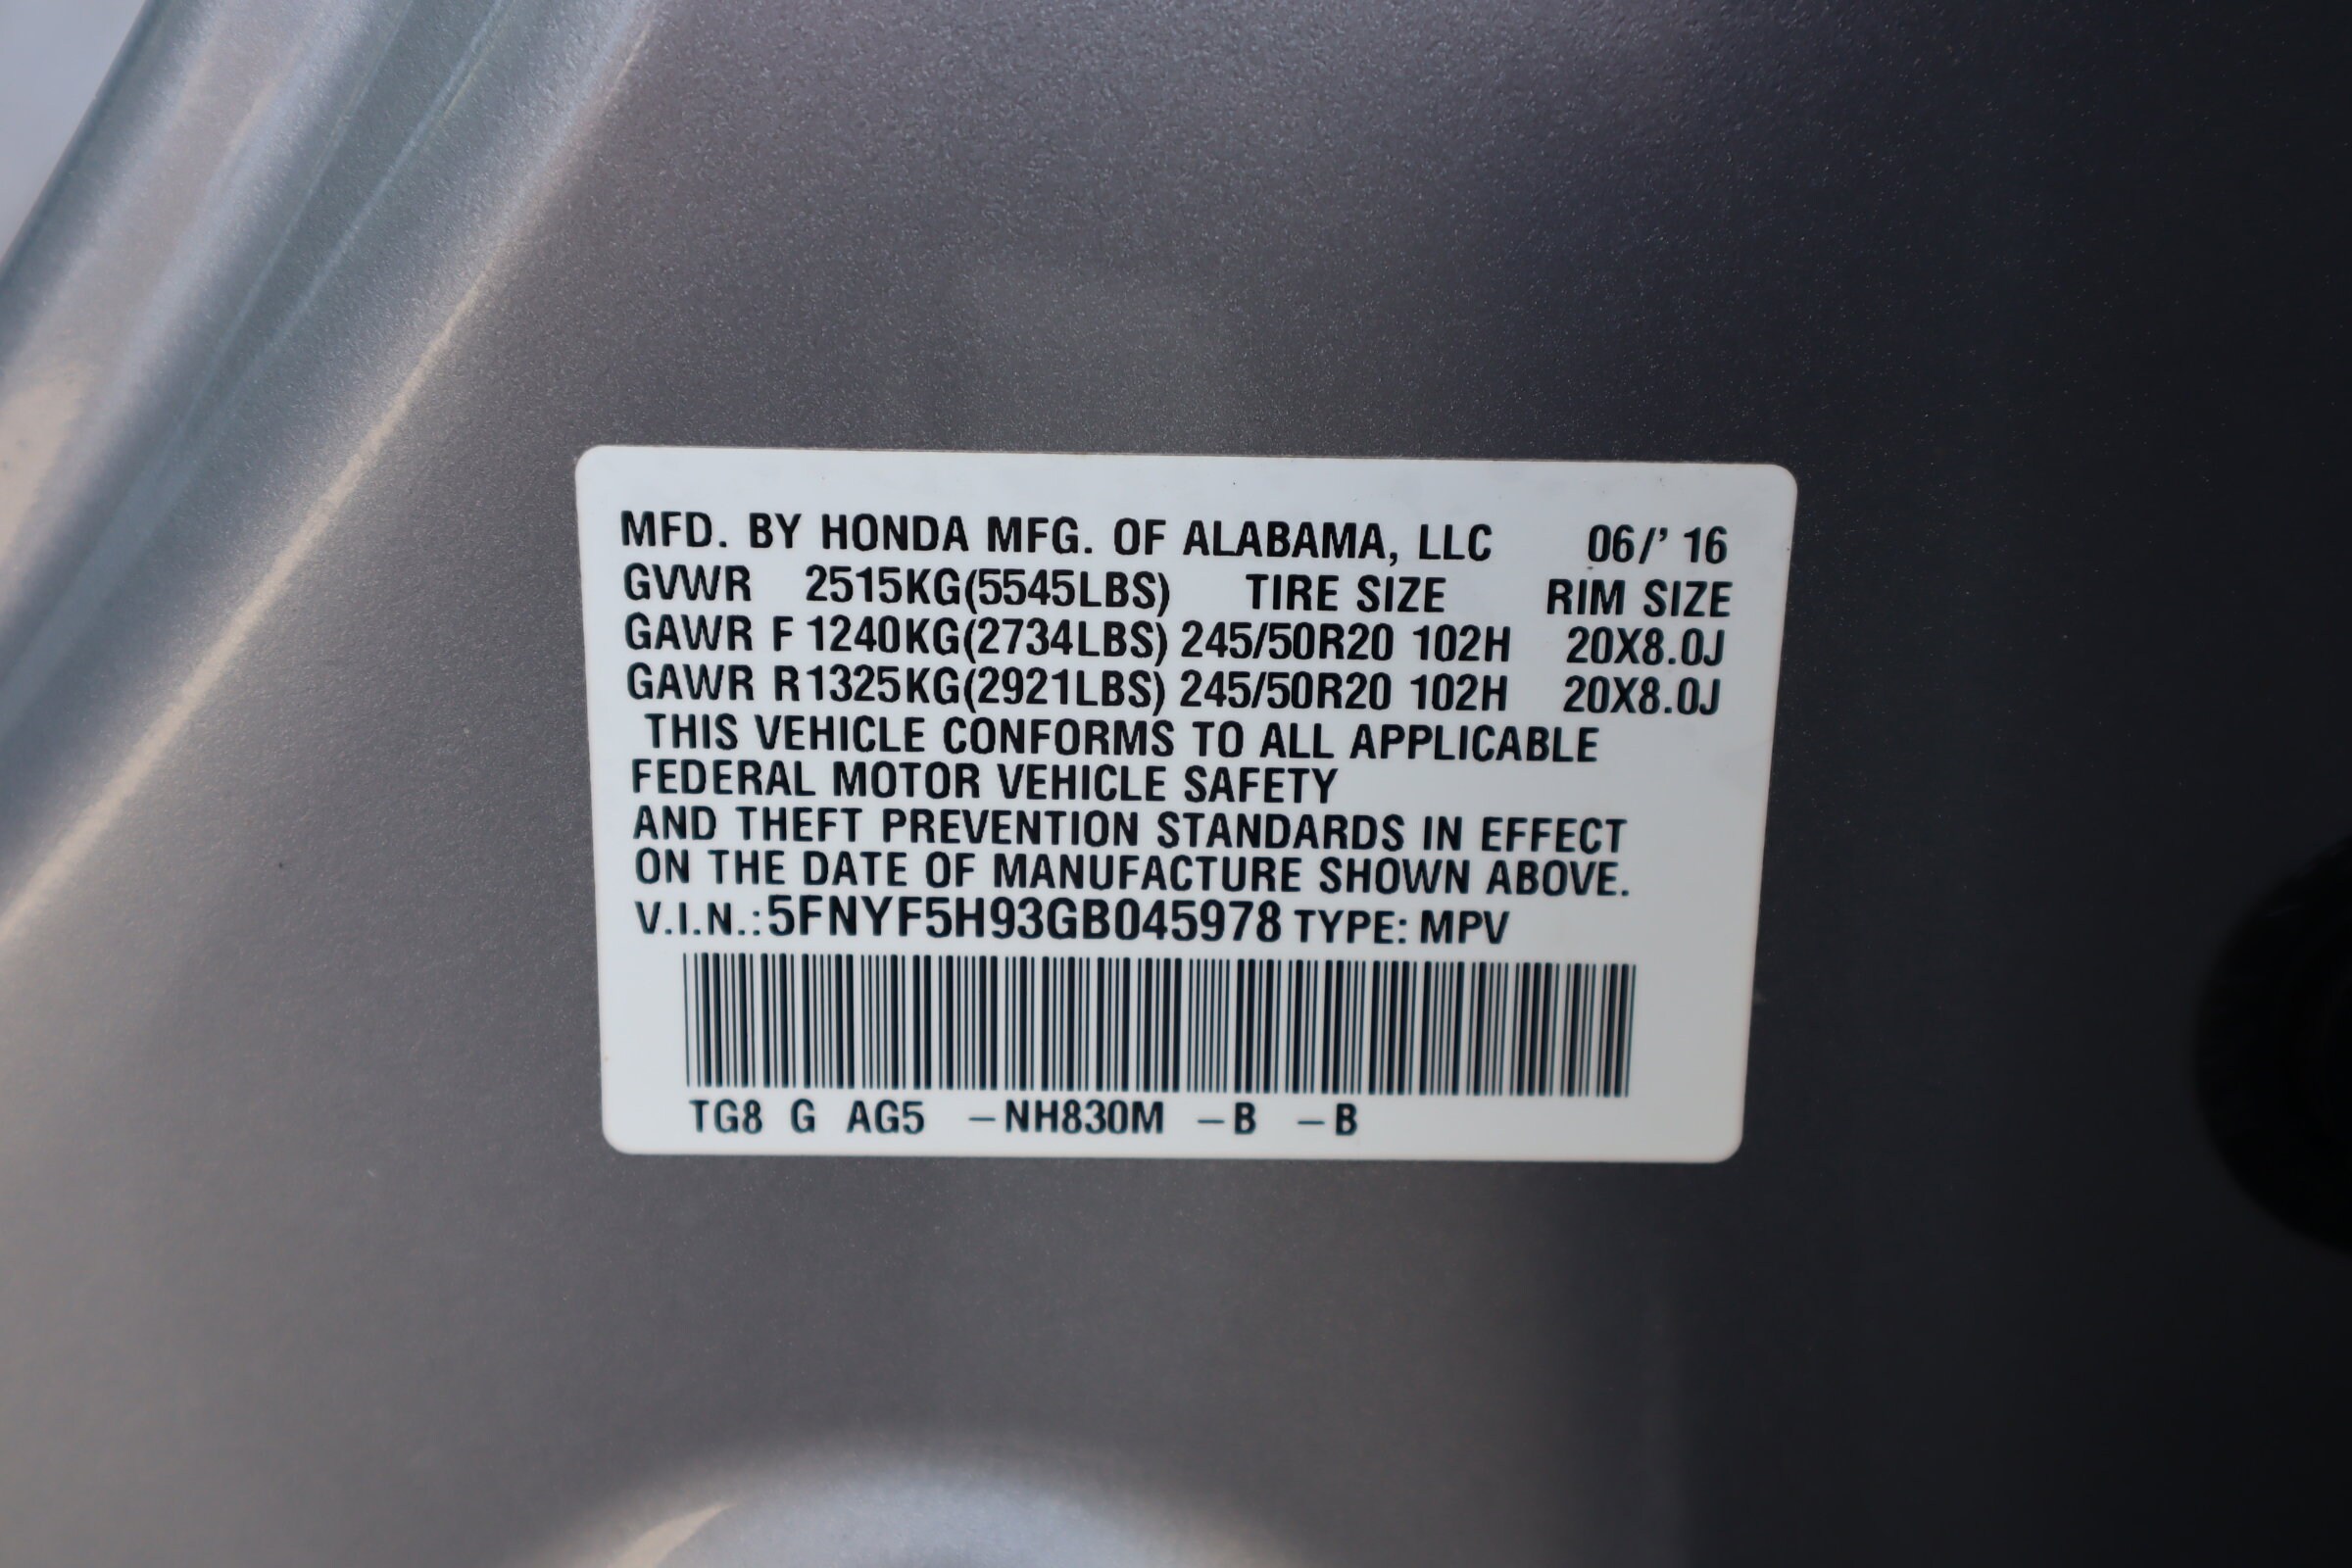 MFD. BY HONDA MFG. OF ALABAMA, LLC 06/' 16
GVWR 2515KG(5545LBS) TIRE SIZE RIM SIZE
GAWR F 1240KG(2734LBS) 245/50R20 102H 20X8.0J
GAWR R1325KG(2921LBS) 245/50R20 102H 20X8.0J
THIS VEHICLE CONFORMS TO ALL APPLICABLE
FEDERAL MOTOR VEHICLE SAFETY
AND THEFT PREVENTION STANDARDS IN EFFECT
ON THE DATE OF MANUFACTURE SHOWN ABOVE.
V.I.N.:5FNYF5H93GB045978 TYPE: MPV
TG8 G AG5 –NH830M –B –B